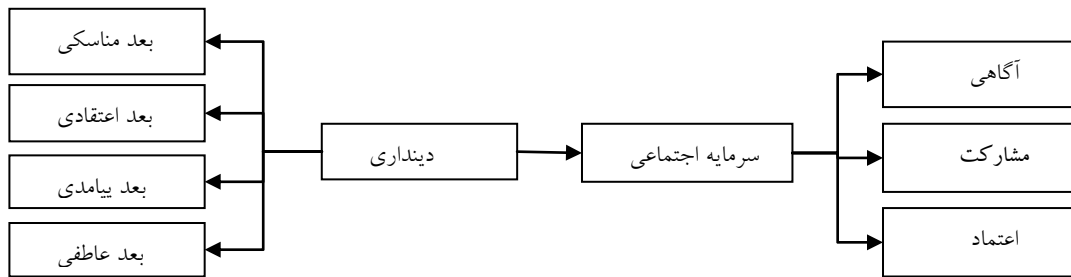 بعد مناسکی
بعد اعتقادی
بعد پیامدی
بعد عاطفی
دینداری
سرمایه اجتماعی
آگاهی
مشارکت
اعتماد